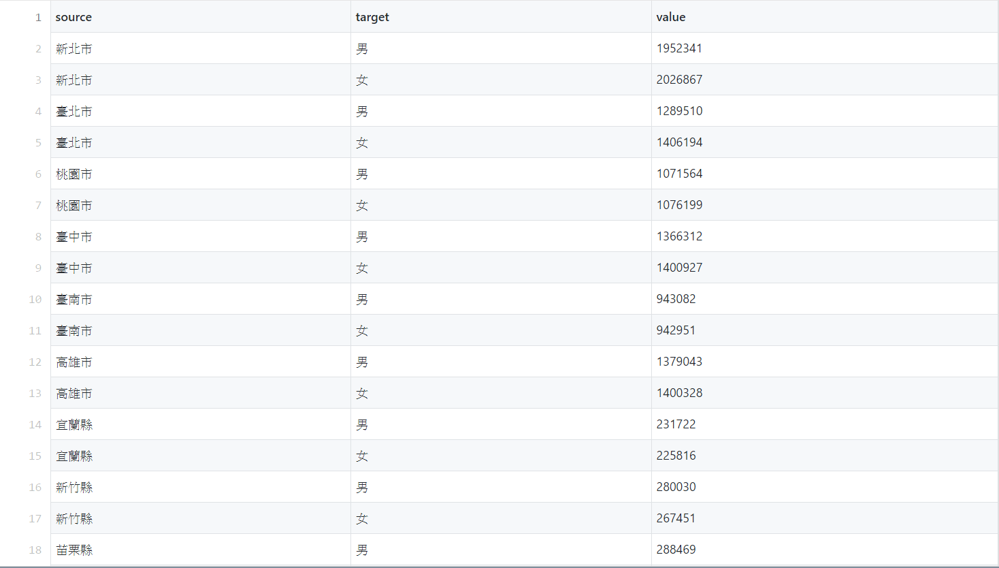 1 source target value
2 新北市 男 1952341
3 新北市 女 2026867
4 臺北市 男 1289510
5 臺北市 女 1406194
6 桃園市 男 1071564
7 桃園市 女 1076199
8 臺中市 男 1366312
9 臺中市 女 1400927
10 臺南市 男 943082
11 臺南市 女 942951
12 高雄市 男 1379043
13 高雄市 女 1400328
14 宜蘭縣 男 231722
15 宜蘭縣 女 225816
16 新竹縣 男 280030
17 新竹縣 女 267451
18 苗栗縣 男 288469